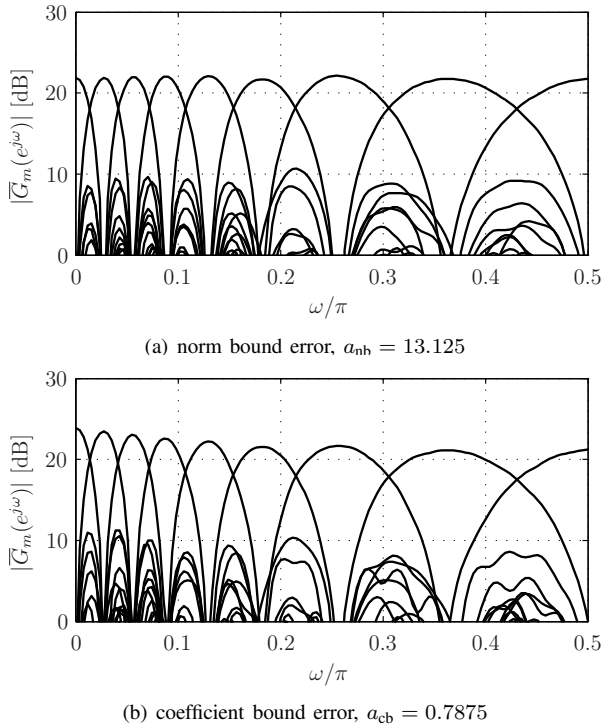 30
20
10
0
|G̅ₘ(e^{jω})| [dB]
0 0.1 0.2 0.3 0.4 0.5
ω/π
(a) norm bound error, a_nb = 13.125
30
20
10
0
|G̅ₘ(e^{jω})| [dB]
0 0.1 0.2 0.3 0.4 0.5
ω/π
(b) coefficient bound error, a_cb = 0.7875